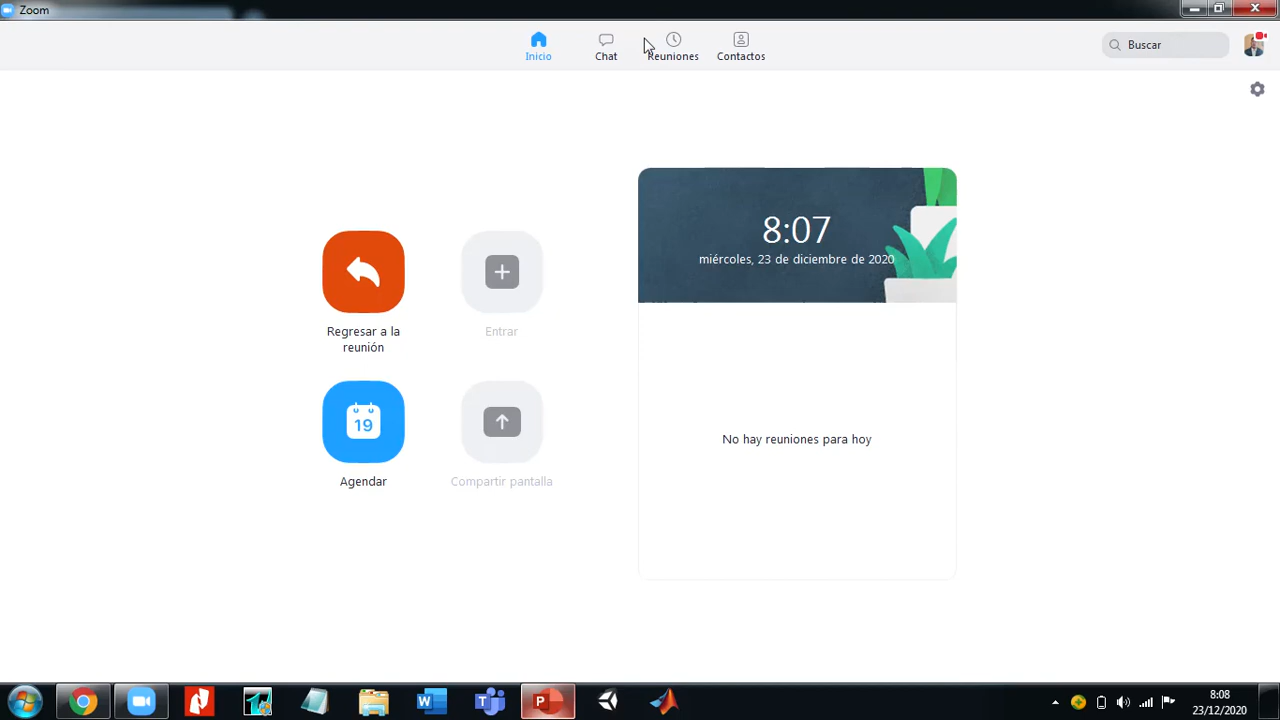 Zoom
Inicio
Chat
Reuniones
Contactos
Buscar
8:07
miércoles, 23 de diciembre de 2020
Regresar a la
reunión
Entrar
19
Agendar
Compartir pantalla
No hay reuniones para hoy
8:08
23/12/2020